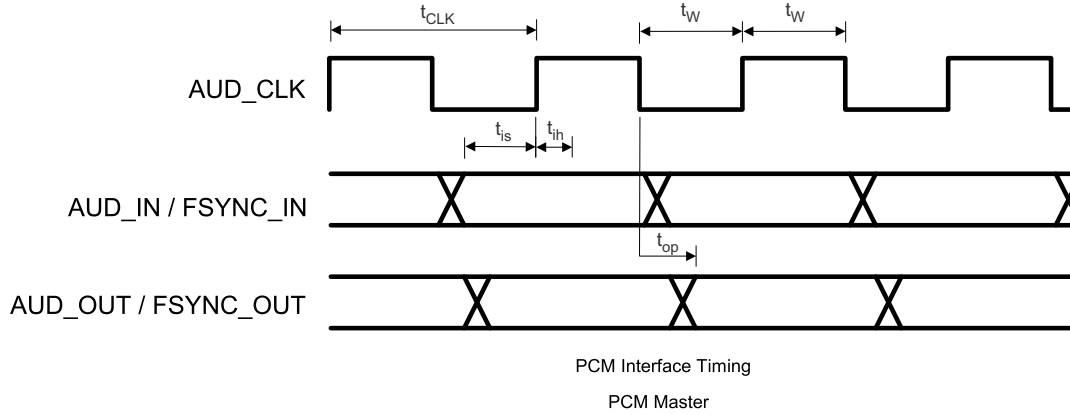 tCLK
tW
tW
AUD_CLK
tis
tih
AUD_IN / FSYNC_IN
top
AUD_OUT / FSYNC_OUT
PCM Interface Timing
PCM Master